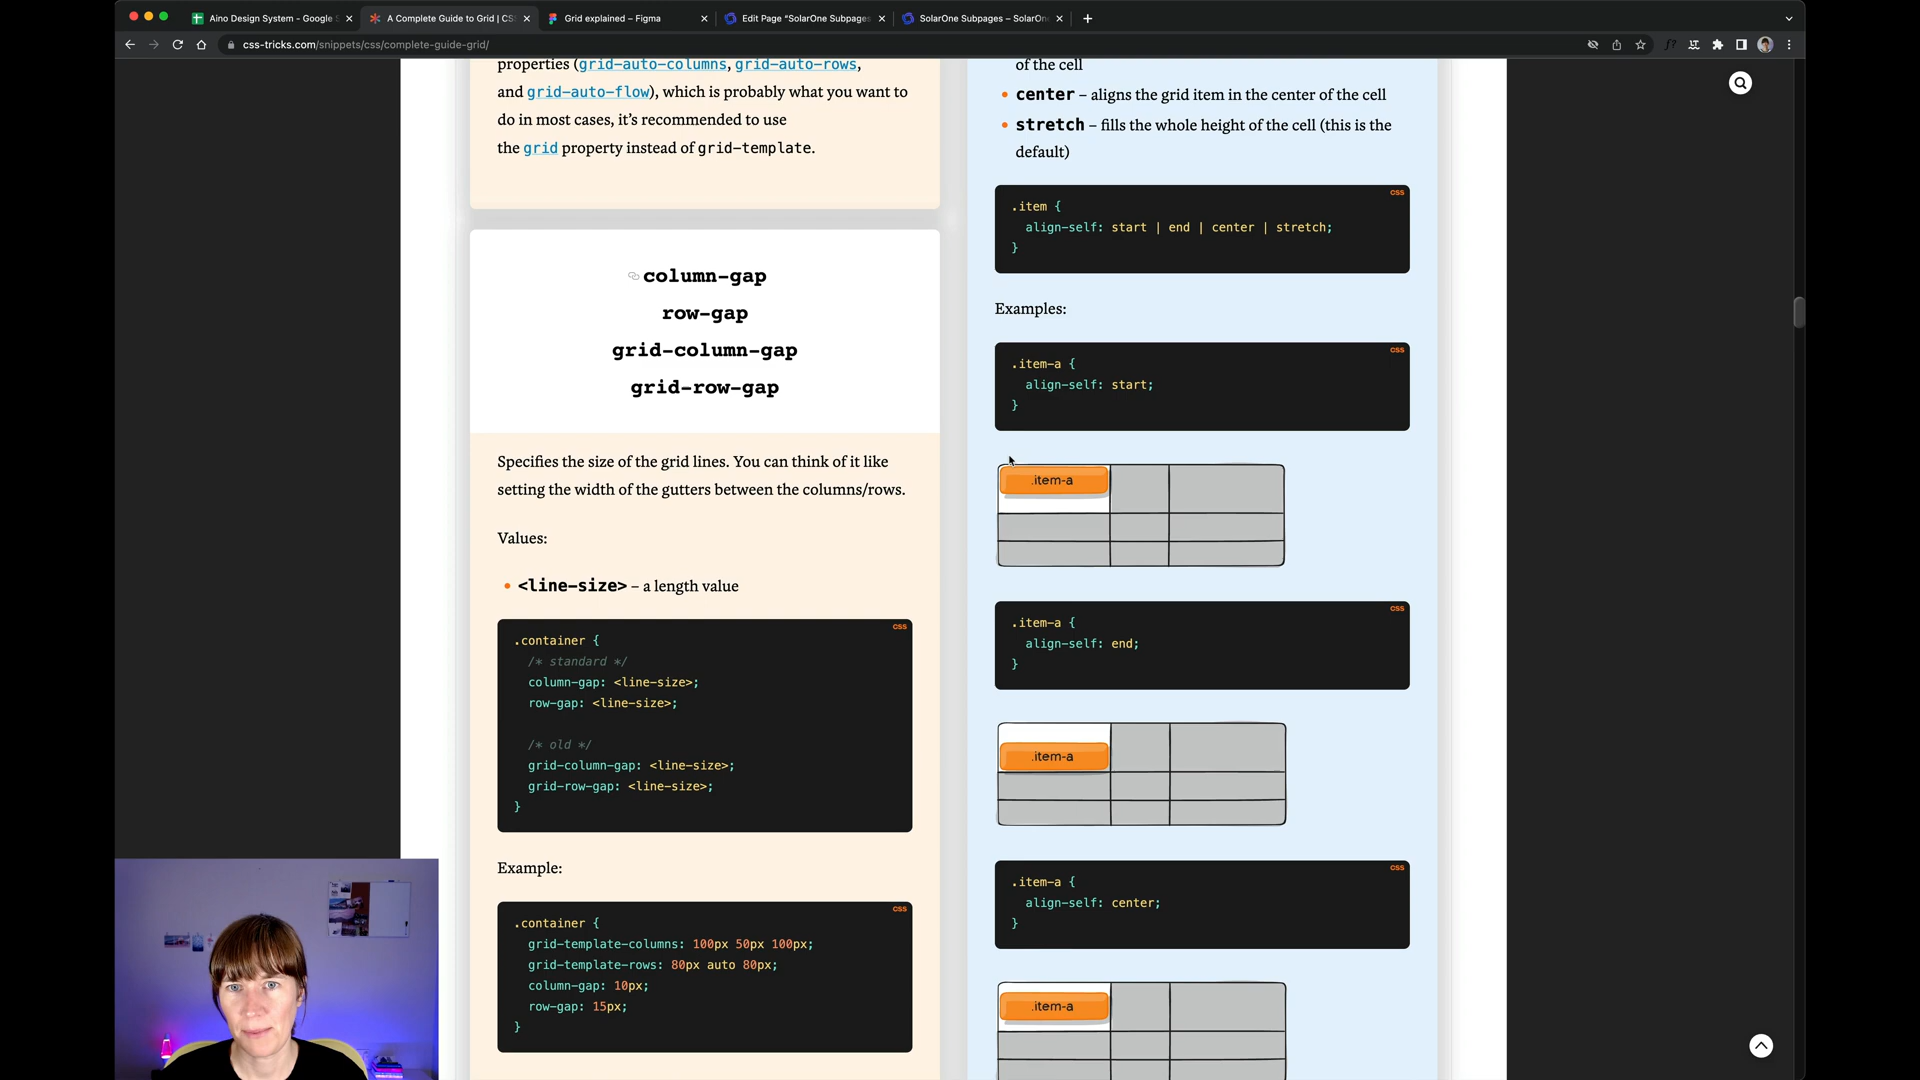 Aino Design System - Google S
A Complete Guide to Grid | CSS
Grid explained – Figma
Edit Page "SolarOne Subpages
SolarOne Subpages – SolarOn
css-tricks.com/snippets/css/complete-guide-grid/
properties (grid-auto-columns, grid-auto-rows,
and grid-auto-flow), which is probably what you want to
do in most cases, it's recommended to use
the grid property instead of grid-template.
column-gap
row-gap
grid-column-gap
grid-row-gap
Specifies the size of the grid lines. You can think of it like
setting the width of the gutters between the columns/rows.
Values:
<line-size> – a length value
CSS
.container {
/* standard */
column-gap: <line-size>;
row-gap: <line-size>;
/* old */
grid-column-gap: <line-size>;
grid-row-gap: <line-size>;
}
Example:
CSS
.container {
grid-template-columns: 100px 50px 100px;
grid-template-rows: 80px auto 80px;
column-gap: 10px;
row-gap: 15px;
}
of the cell
center – aligns the grid item in the center of the cell
stretch – fills the whole height of the cell (this is the
default)
CSS
.item {
align-self: start | end | center | stretch;
}
Examples:
CSS
.item-a {
align-self: start;
}
.item-a
CSS
.item-a {
align-self: end;
}
.item-a
CSS
.item-a {
align-self: center;
}
.item-a